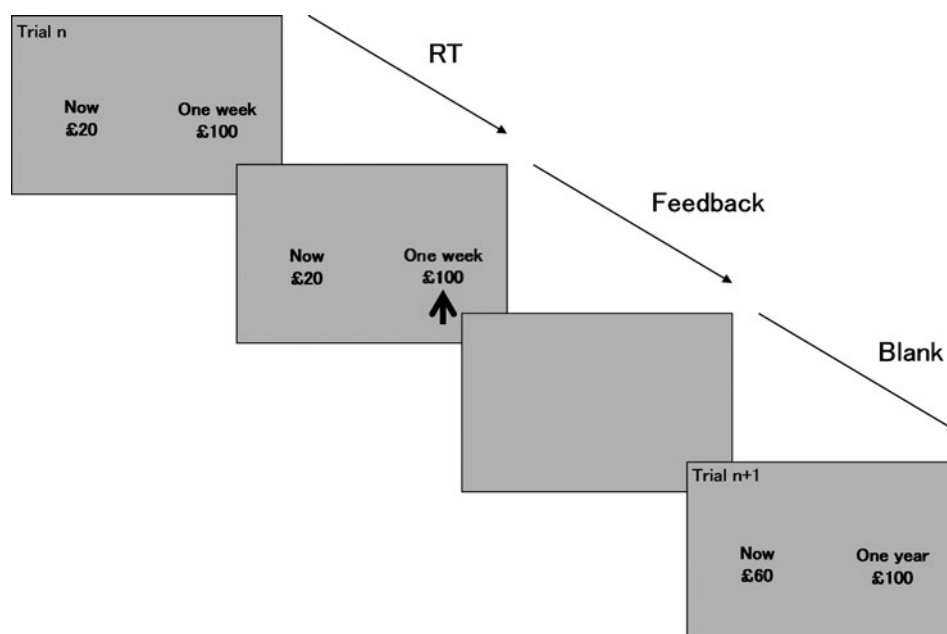 Trial n
Now
£20
One week
£100
RT
Now
£20
One week
£100
Feedback
Blank
Trial n+1
Now
£60
One year
£100